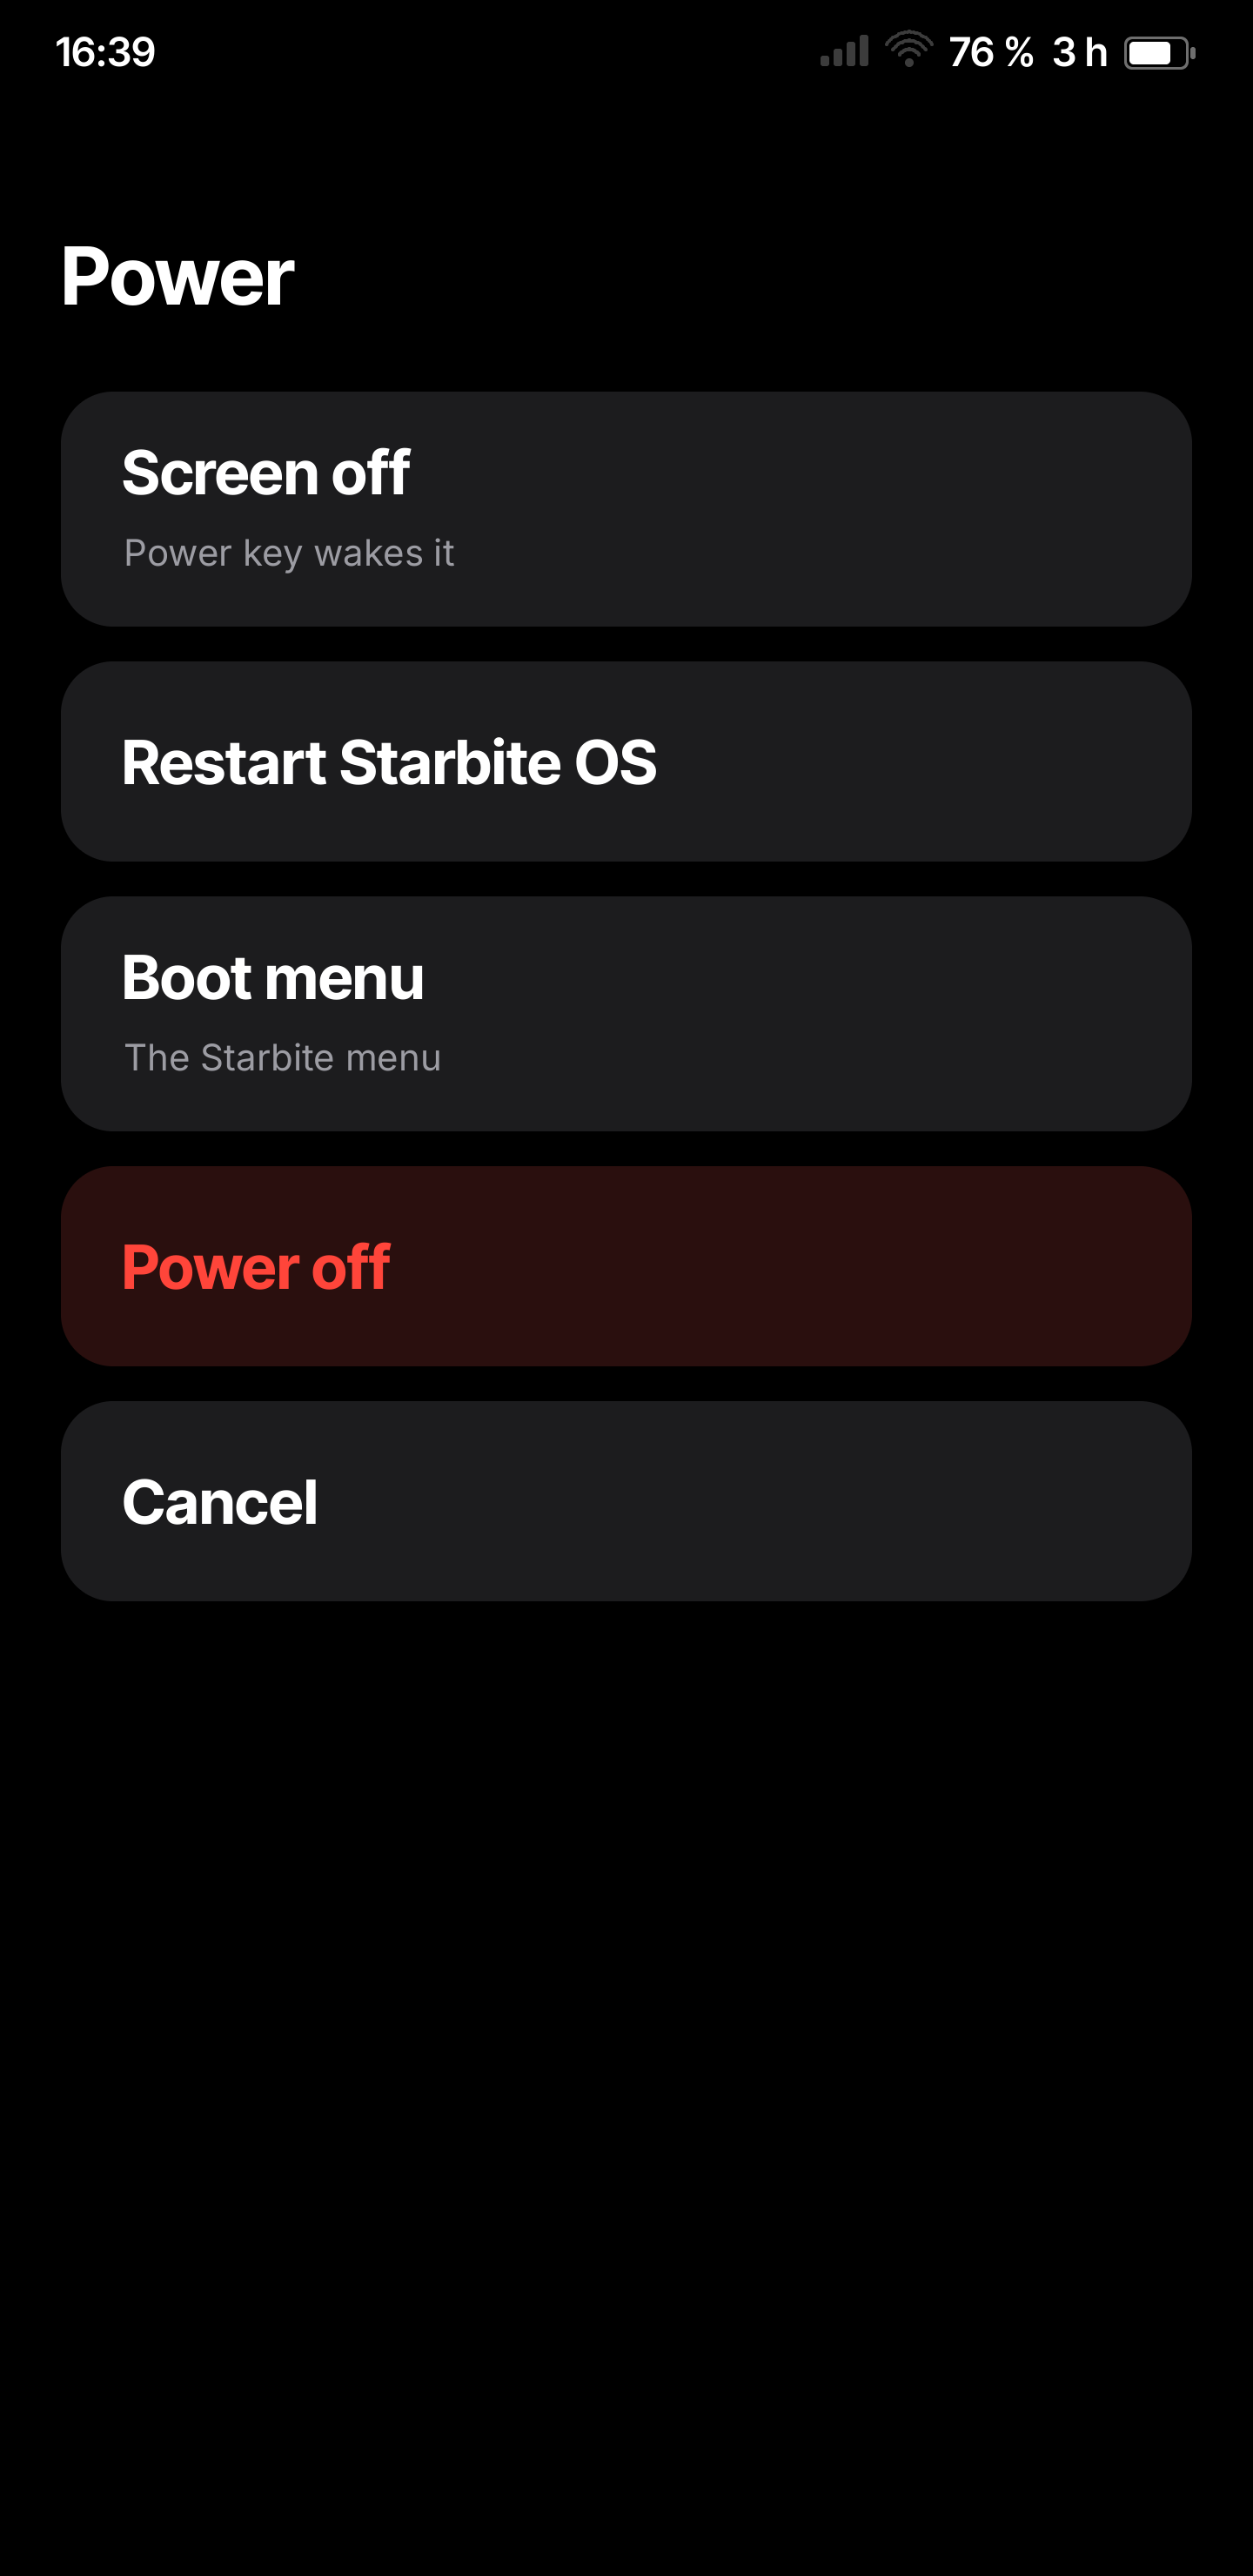 16:39 76 % 3 h
Power
Screen off
Power key wakes it
Restart Starbite OS
Boot menu
The Starbite menu
Power off
Cancel